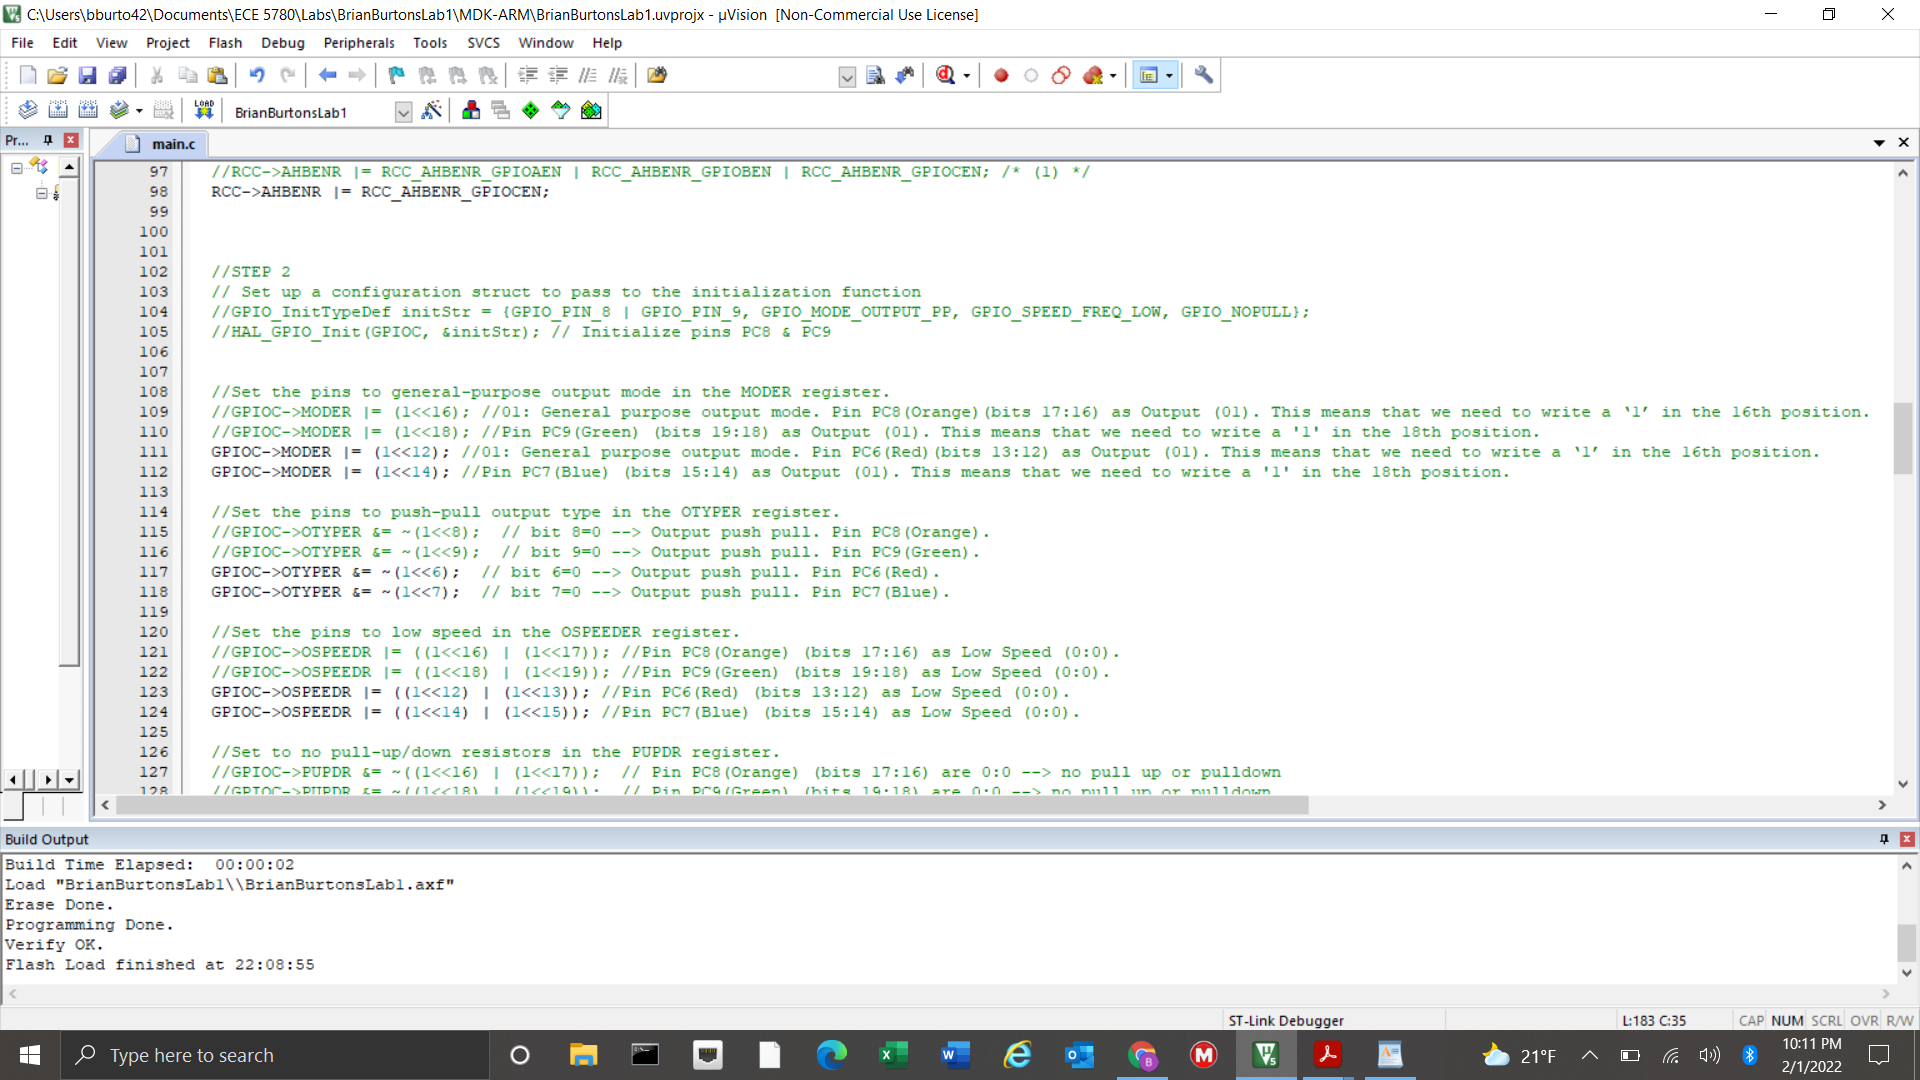 C:\Users\bburto42\Documents\ECE 5780\Labs\BrianBurtonsLab1\MDK-ARM\BrianBurtonsLab1.uvprojx - µVision [Non-Commercial Use License]
File Edit View Project Flash Debug Peripherals Tools SVCS Window Help
LOAD BrianBurtonsLab1
Pr... main.c
97 //RCC->AHBENR |= RCC_AHBENR_GPIOAEN | RCC_AHBENR_GPIOBEN | RCC_AHBENR_GPIOCEN; /* (1) */
98 RCC->AHBENR |= RCC_AHBENR_GPIOCEN;
99
100
101
102 //STEP 2
103 // Set up a configuration struct to pass to the initialization function
104 //GPIO_InitTypeDef initStr = {GPIO_PIN_8 | GPIO_PIN_9, GPIO_MODE_OUTPUT_PP, GPIO_SPEED_FREQ_LOW, GPIO_NOPULL};
105 //HAL_GPIO_Init(GPIOC, &initStr); // Initialize pins PC8 & PC9
106
107
108 //Set the pins to general-purpose output mode in the MODER register.
109 //GPIOC->MODER |= (1<<16); //01: General purpose output mode. Pin PC8(Orange)(bits 17:16) as Output (01). This means that we need to write a ‘1’ in the 16th position.
110 //GPIOC->MODER |= (1<<18); //Pin PC9(Green) (bits 19:18) as Output (01). This means that we need to write a '1' in the 18th position.
111 GPIOC->MODER |= (1<<12); //01: General purpose output mode. Pin PC6(Red)(bits 13:12) as Output (01). This means that we need to write a ‘1’ in the 16th position.
112 GPIOC->MODER |= (1<<14); //Pin PC7(Blue) (bits 15:14) as Output (01). This means that we need to write a '1' in the 18th position.
113
114 //Set the pins to push-pull output type in the OTYPER register.
115 //GPIOC->OTYPER &= ~(1<<8); // bit 8=0 --> Output push pull. Pin PC8(Orange).
116 //GPIOC->OTYPER &= ~(1<<9); // bit 9=0 --> Output push pull. Pin PC9(Green).
117 GPIOC->OTYPER &= ~(1<<6); // bit 6=0 --> Output push pull. Pin PC6(Red).
118 GPIOC->OTYPER &= ~(1<<7); // bit 7=0 --> Output push pull. Pin PC7(Blue).
119
120 //Set the pins to low speed in the OSPEEDER register.
121 //GPIOC->OSPEEDR |= ((1<<16) | (1<<17)); //Pin PC8(Orange) (bits 17:16) as Low Speed (0:0).
122 //GPIOC->OSPEEDR |= ((1<<18) | (1<<19)); //Pin PC9(Green) (bits 19:18) as Low Speed (0:0).
123 GPIOC->OSPEEDR |= ((1<<12) | (1<<13)); //Pin PC6(Red) (bits 13:12) as Low Speed (0:0).
124 GPIOC->OSPEEDR |= ((1<<14) | (1<<15)); //Pin PC7(Blue) (bits 15:14) as Low Speed (0:0).
125
126 //Set to no pull-up/down resistors in the PUPDR register.
127 //GPIOC->PUPDR &= ~((1<<16) | (1<<17)); // Pin PC8(Orange) (bits 17:16) are 0:0 --> no pull up or pulldown
128 //GPIOC->PUPDR &= ~((1<<18) | (1<<19)); // Pin PC9(Green) (bits 19:18) are 0:0 --> no pull up or pulldown
Build Output
Build Time Elapsed: 00:00:02
Load "BrianBurtonsLab1\\BrianBurtonsLab1.axf"
Erase Done.
Programming Done.
Verify OK.
Flash Load finished at 22:08:55
ST-Link Debugger L:183 C:35 CAP NUM SCRL OVR R/W
Type here to search 21°F 10:11 PM
2/1/2022